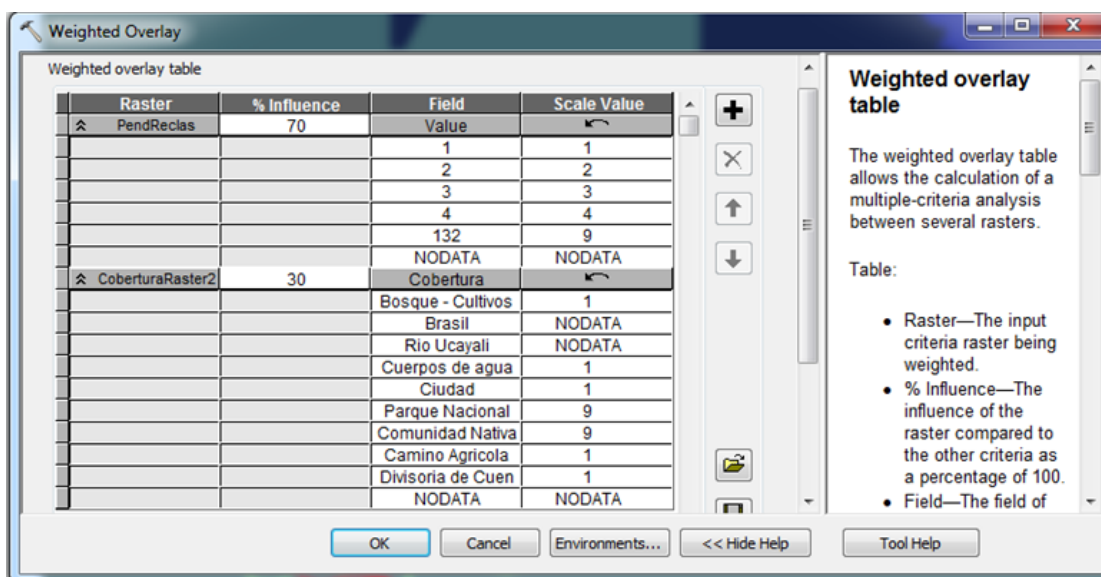 Weighted Overlay
Weighted overlay table
Raster % Influence Field Scale Value
PendReclas 70 Value
1 1
2 2
3 3
4 4
132 9
NODATA NODATA
CoberturaRaster2 30 Cobertura
Bosque - Cultivos 1
Brasil NODATA
Rio Ucayali NODATA
Cuerpos de agua 1
Ciudad 1
Parque Nacional 9
Comunidad Nativa 9
Camino Agricola 1
Divisoria de Cuen 1
NODATA NODATA
OK Cancel Environments... << Hide Help Tool Help
Weighted overlay
table
The weighted overlay table
allows the calculation of a
multiple-criteria analysis
between several rasters.
Table:
• Raster—The input
criteria raster being
weighted.
• % Influence—The
influence of the
raster compared to
the other criteria as
a percentage of 100.
• Field—The field of